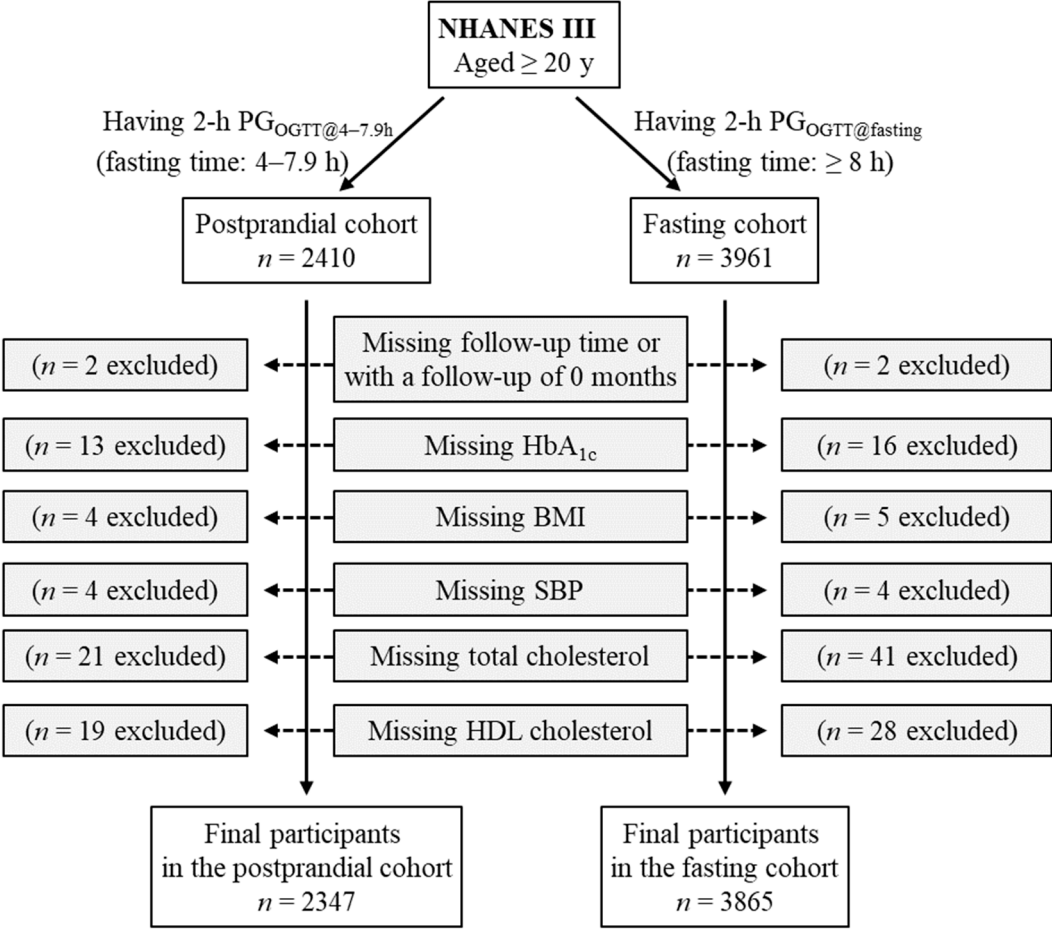 NHANES III
Aged ≥ 20 y
Having 2-h PGOGTT@4–7.9h
(fasting time: 4–7.9 h)
Having 2-h PGOGTT@fasting
(fasting time: ≥ 8 h)
Postprandial cohort
n = 2410
Fasting cohort
n = 3961
(n = 2 excluded)
Missing follow-up time or
with a follow-up of 0 months
(n = 2 excluded)
(n = 13 excluded)
Missing HbA1c
(n = 16 excluded)
(n = 4 excluded)
Missing BMI
(n = 5 excluded)
(n = 4 excluded)
Missing SBP
(n = 4 excluded)
(n = 21 excluded)
Missing total cholesterol
(n = 41 excluded)
(n = 19 excluded)
Missing HDL cholesterol
(n = 28 excluded)
Final participants
in the postprandial cohort
n = 2347
Final participants
in the fasting cohort
n = 3865